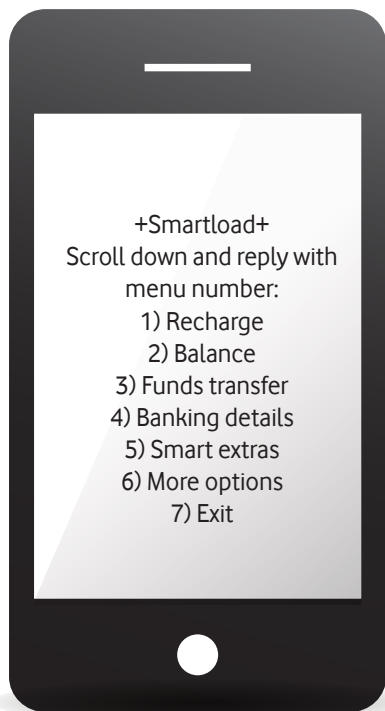 +Smartload+
Scroll down and reply with
menu number:
1) Recharge
2) Balance
3) Funds transfer
4) Banking details
5) Smart extras
6) More options
7) Exit